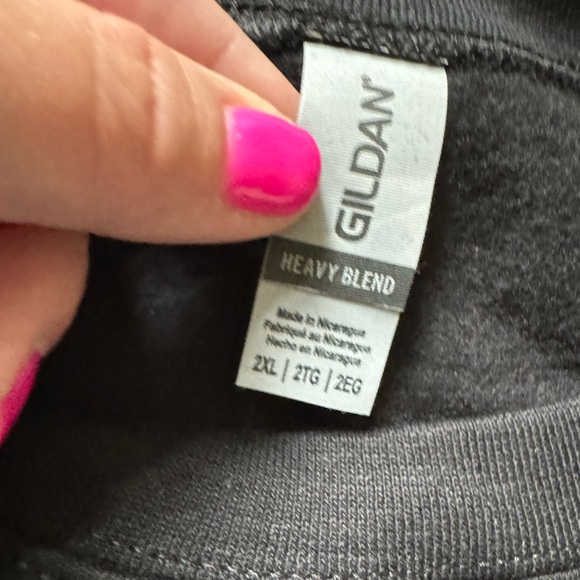 GILDAN®
HEAVY BLEND
Made in Nicaragua
Fabriqué au Nicaragua
Hecho en Nicaragua
2XL | 2TG | 2EG